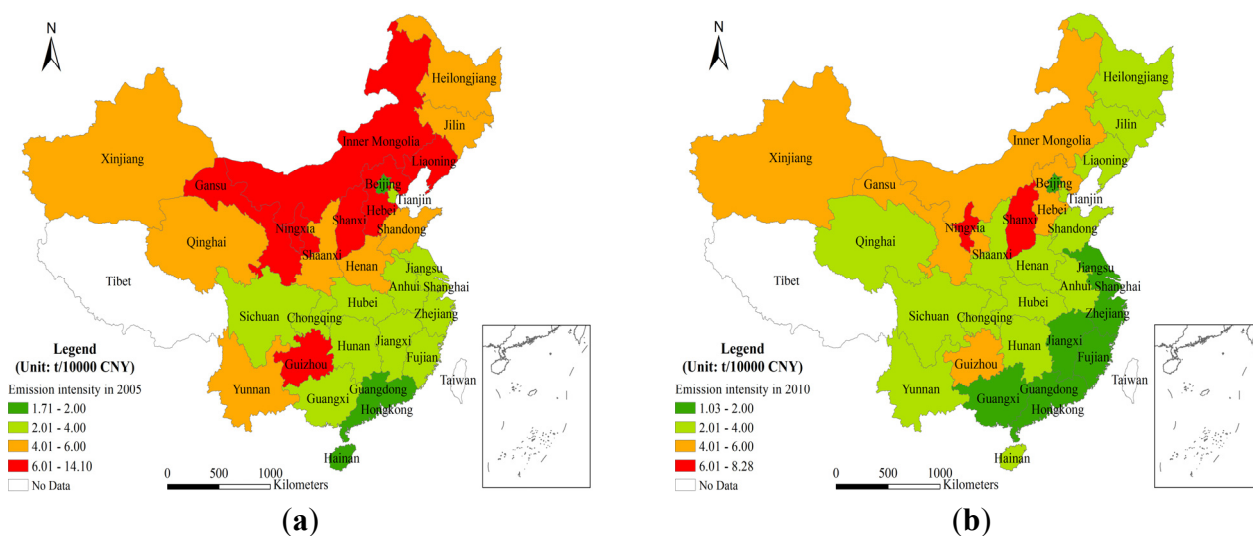 N
Heilongjiang
Jilin
Inner Mongolia
Liaoning
Xinjiang
Gansu
Beijing
Tianjin
Hebei
Shanxi
Ningxia
Shandong
Qinghai
Shaanxi
Henan
Jiangsu
Tibet
Anhui
Shanghai
Hubei
Sichuan
Chongqing
Zhejiang
Hunan
Jiangxi
Fujian
Guizhou
Yunnan
Guangdong
Guangxi
Hongkong
Taiwan
Hainan
Legend
(Unit: t/10000 CNY)
Emission intensity in 2005
1.71 - 2.00
2.01 - 4.00
4.01 - 6.00
6.01 - 14.10
No Data
0 500 1000
Kilometers
(a)
N
Heilongjiang
Jilin
Inner Mongolia
Liaoning
Xinjiang
Gansu
Beijing
Tianjin
Hebei
Shanxi
Ningxia
Shandong
Qinghai
Shaanxi
Henan
Jiangsu
Tibet
Anhui
Shanghai
Hubei
Sichuan
Chongqing
Zhejiang
Hunan
Jiangxi
Fujian
Guizhou
Yunnan
Guangdong
Guangxi
Hongkong
Taiwan
Hainan
Legend
(Unit: t/10000 CNY)
Emission intensity in 2010
1.03 - 2.00
2.01 - 4.00
4.01 - 6.00
6.01 - 8.28
No Data
0 500 1000
Kilometers
(b)